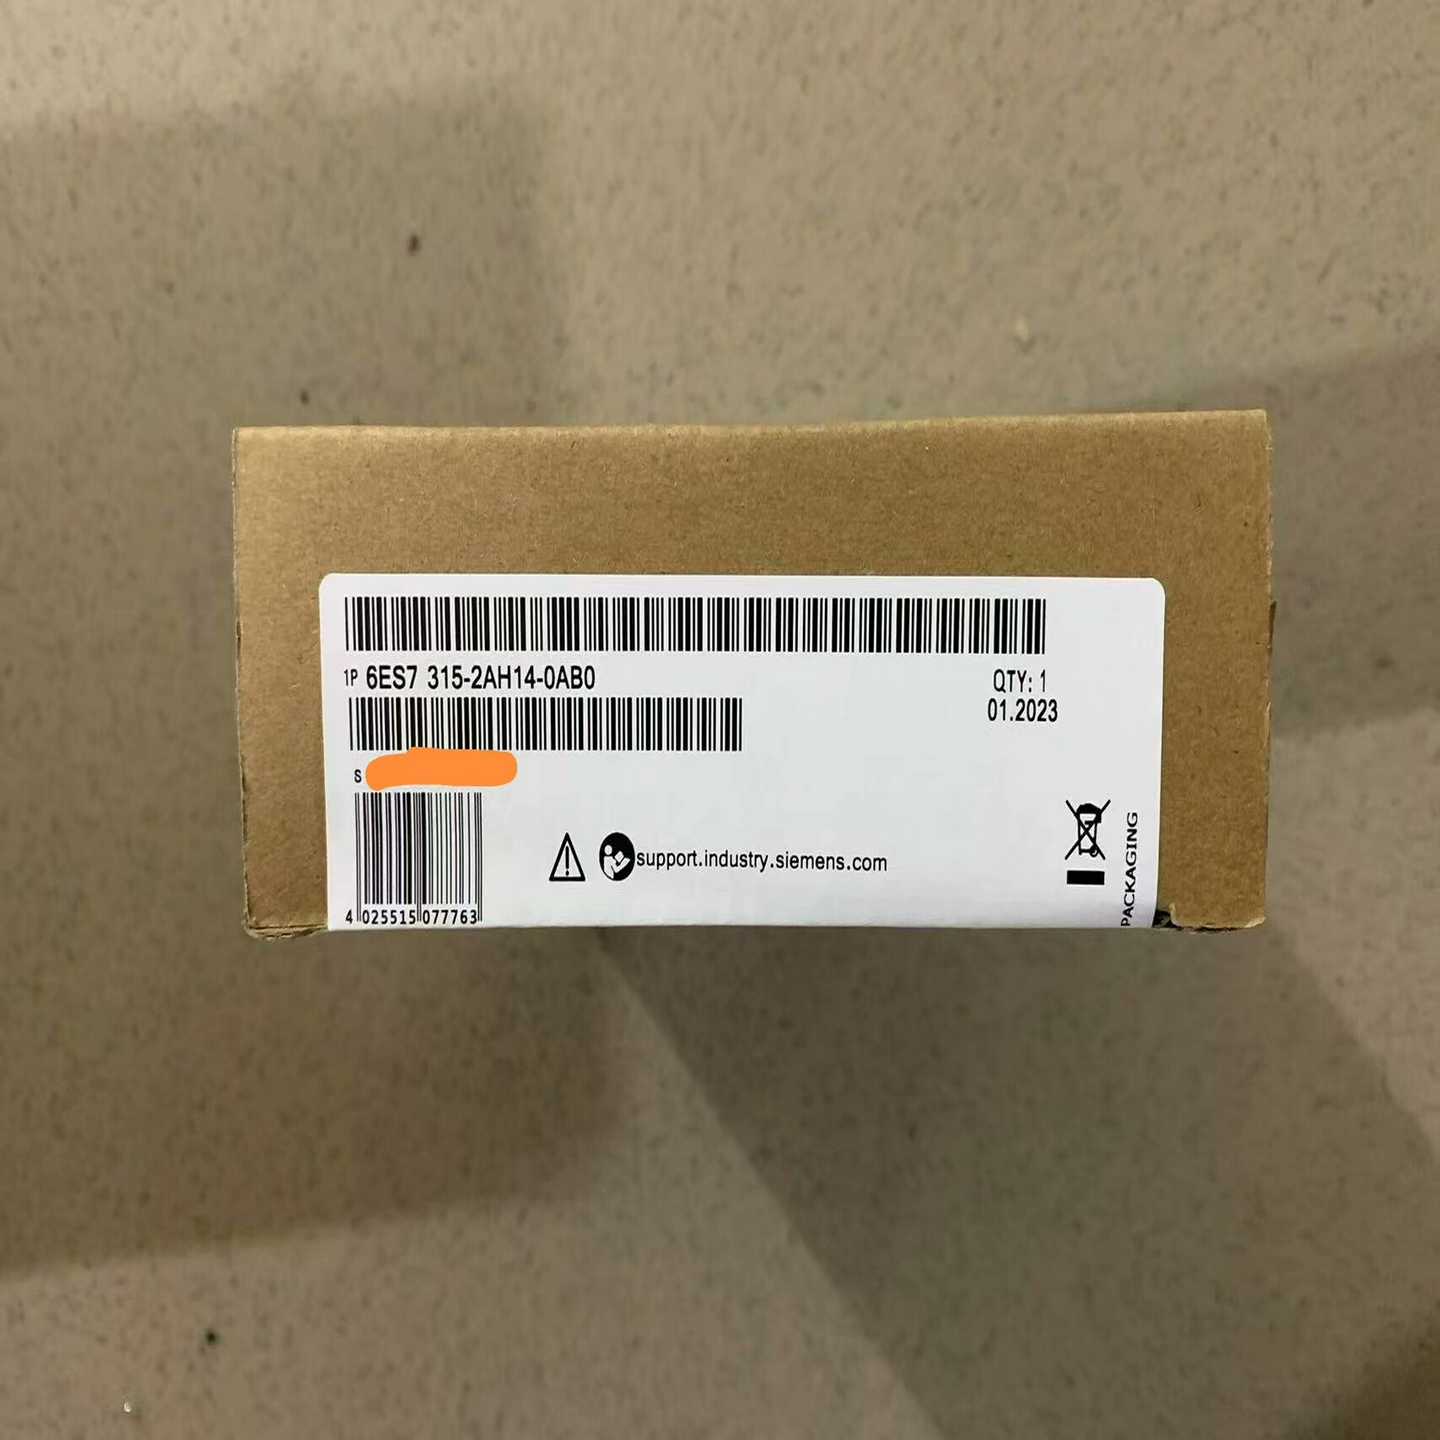 1P 6ES7 315-2AH14-0AB0
QTY: 1
01.2023
S
support.industry.siemens.com
PACKAGING
4 025515 077763